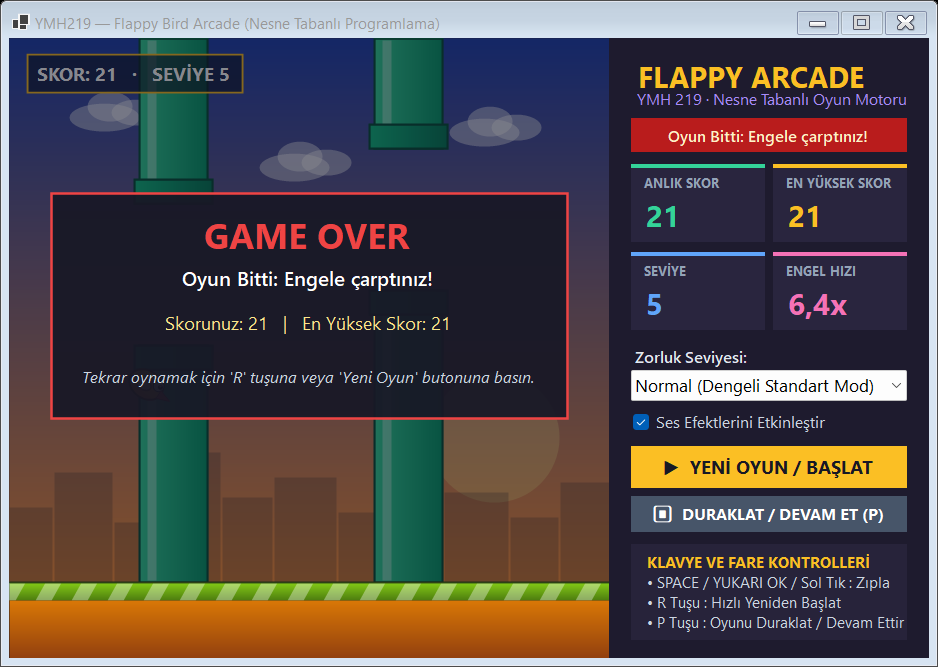 YMH219 — Flappy Bird Arcade (Nesne Tabanlı Programlama)
SKOR: 21 · SEVİYE 5
GAME OVER
Oyun Bitti: Engele çarptınız!
Skorunuz: 21 | En Yüksek Skor: 21
Tekrar oynamak için 'R' tuşuna veya 'Yeni Oyun' butonuna basın.
FLAPPY ARCADE
YMH 219 · Nesne Tabanlı Oyun Motoru
Oyun Bitti: Engele çarptınız!
ANLIK SKOR
21
EN YÜKSEK SKOR
21
SEVİYE
5
ENGEL HIZI
6,4x
Zorluk Seviyesi:
Normal (Dengeli Standart Mod)
Ses Efektlerini Etkinleştir
▶ YENİ OYUN / BAŞLAT
DURAKLAT / DEVAM ET (P)
KLAVYE VE FARE KONTROLLERİ
• SPACE / YUKARI OK / Sol Tık : Zıpla
• R Tuşu : Hızlı Yeniden Başlat
• P Tuşu : Oyunu Duraklat / Devam Ettir